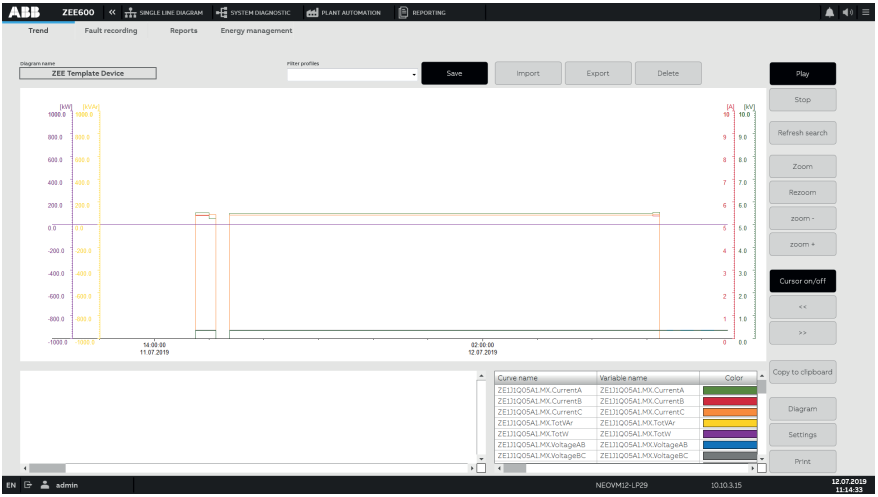 ABB ZEE600 << SINGLE LINE DIAGRAM SYSTEM DIAGNOSTIC PLANT AUTOMATION REPORTING
Trend Fault recording Reports Energy management
Diagram name
ZEE Template Device
Filter profiles
Save Import Export Delete
Play
Stop
Refresh search
Zoom
Rezoom
zoom -
zoom +
Cursor on/off
<<
>>
Copy to clipboard
Diagram
Settings
Print
[kW] [kVAr] [A] [kV]
1000.0 1000.0 10 10.0
800.0 800.0 9 9.0
600.0 600.0 8 8.0
400.0 400.0 7 7.0
200.0 200.0 6 6.0
0.0 0.0 5 5.0
-200.0 -200.0 4 4.0
-400.0 -400.0 3 3.0
-600.0 -600.0 2 2.0
-800.0 -800.0 1 1.0
-1000.0 -1000.0 0 0.0
14:00:00 02:00:00
11.07.2019 12.07.2019
Curve name Variable name Color
ZE1J1Q05A1.MX.CurrentA ZE1J1Q05A1.MX.CurrentA
ZE1J1Q05A1.MX.CurrentB ZE1J1Q05A1.MX.CurrentB
ZE1J1Q05A1.MX.CurrentC ZE1J1Q05A1.MX.CurrentC
ZE1J1Q05A1.MX.TotVAr ZE1J1Q05A1.MX.TotVAr
ZE1J1Q05A1.MX.TotW ZE1J1Q05A1.MX.TotW
ZE1J1Q05A1.MX.VoltageAB ZE1J1Q05A1.MX.VoltageAB
ZE1J1Q05A1.MX.VoltageBC ZE1J1Q05A1.MX.VoltageBC
EN admin NEOVM12-LP29 10.10.3.15 12.07.2019
11:14:33